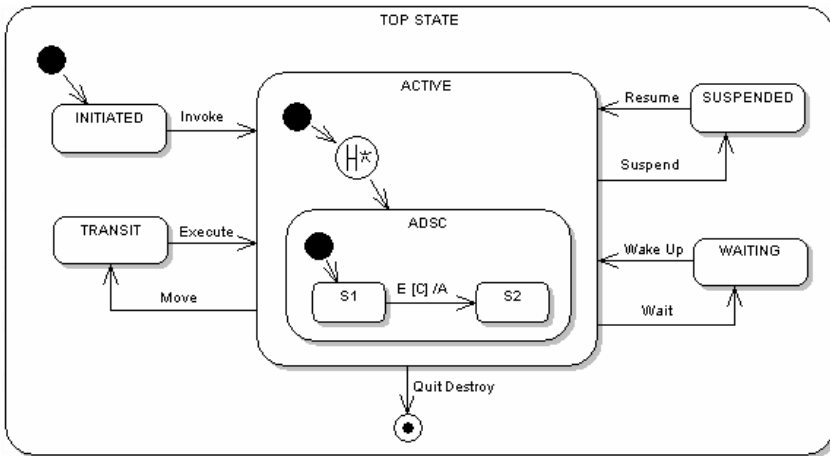 TOP STATE
ACTIVE
INITIATED
Invoke
H*
Resume
SUSPENDED
Suspend
ADSC
TRANSIT
Execute
Move
S1
E [C] /A
S2
Wake Up
WAITING
Wait
Quit Destroy